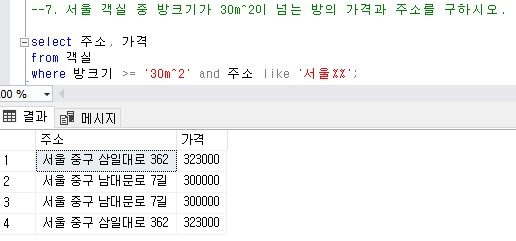 --7. 서울 객실 중 방크기가 30m^2이 넘는 방의 가격과 주소를 구하시오.
select 주소, 가격
from 객실
where 방크기 >= '30m^2' and 주소 like '서울%%';
00 %
결과 메시지
주소 가격
1 서울 중구 삼일대로 362 323000
2 서울 중구 남대문로 7길 300000
3 서울 중구 남대문로 7길 300000
4 서울 중구 삼일대로 362 323000